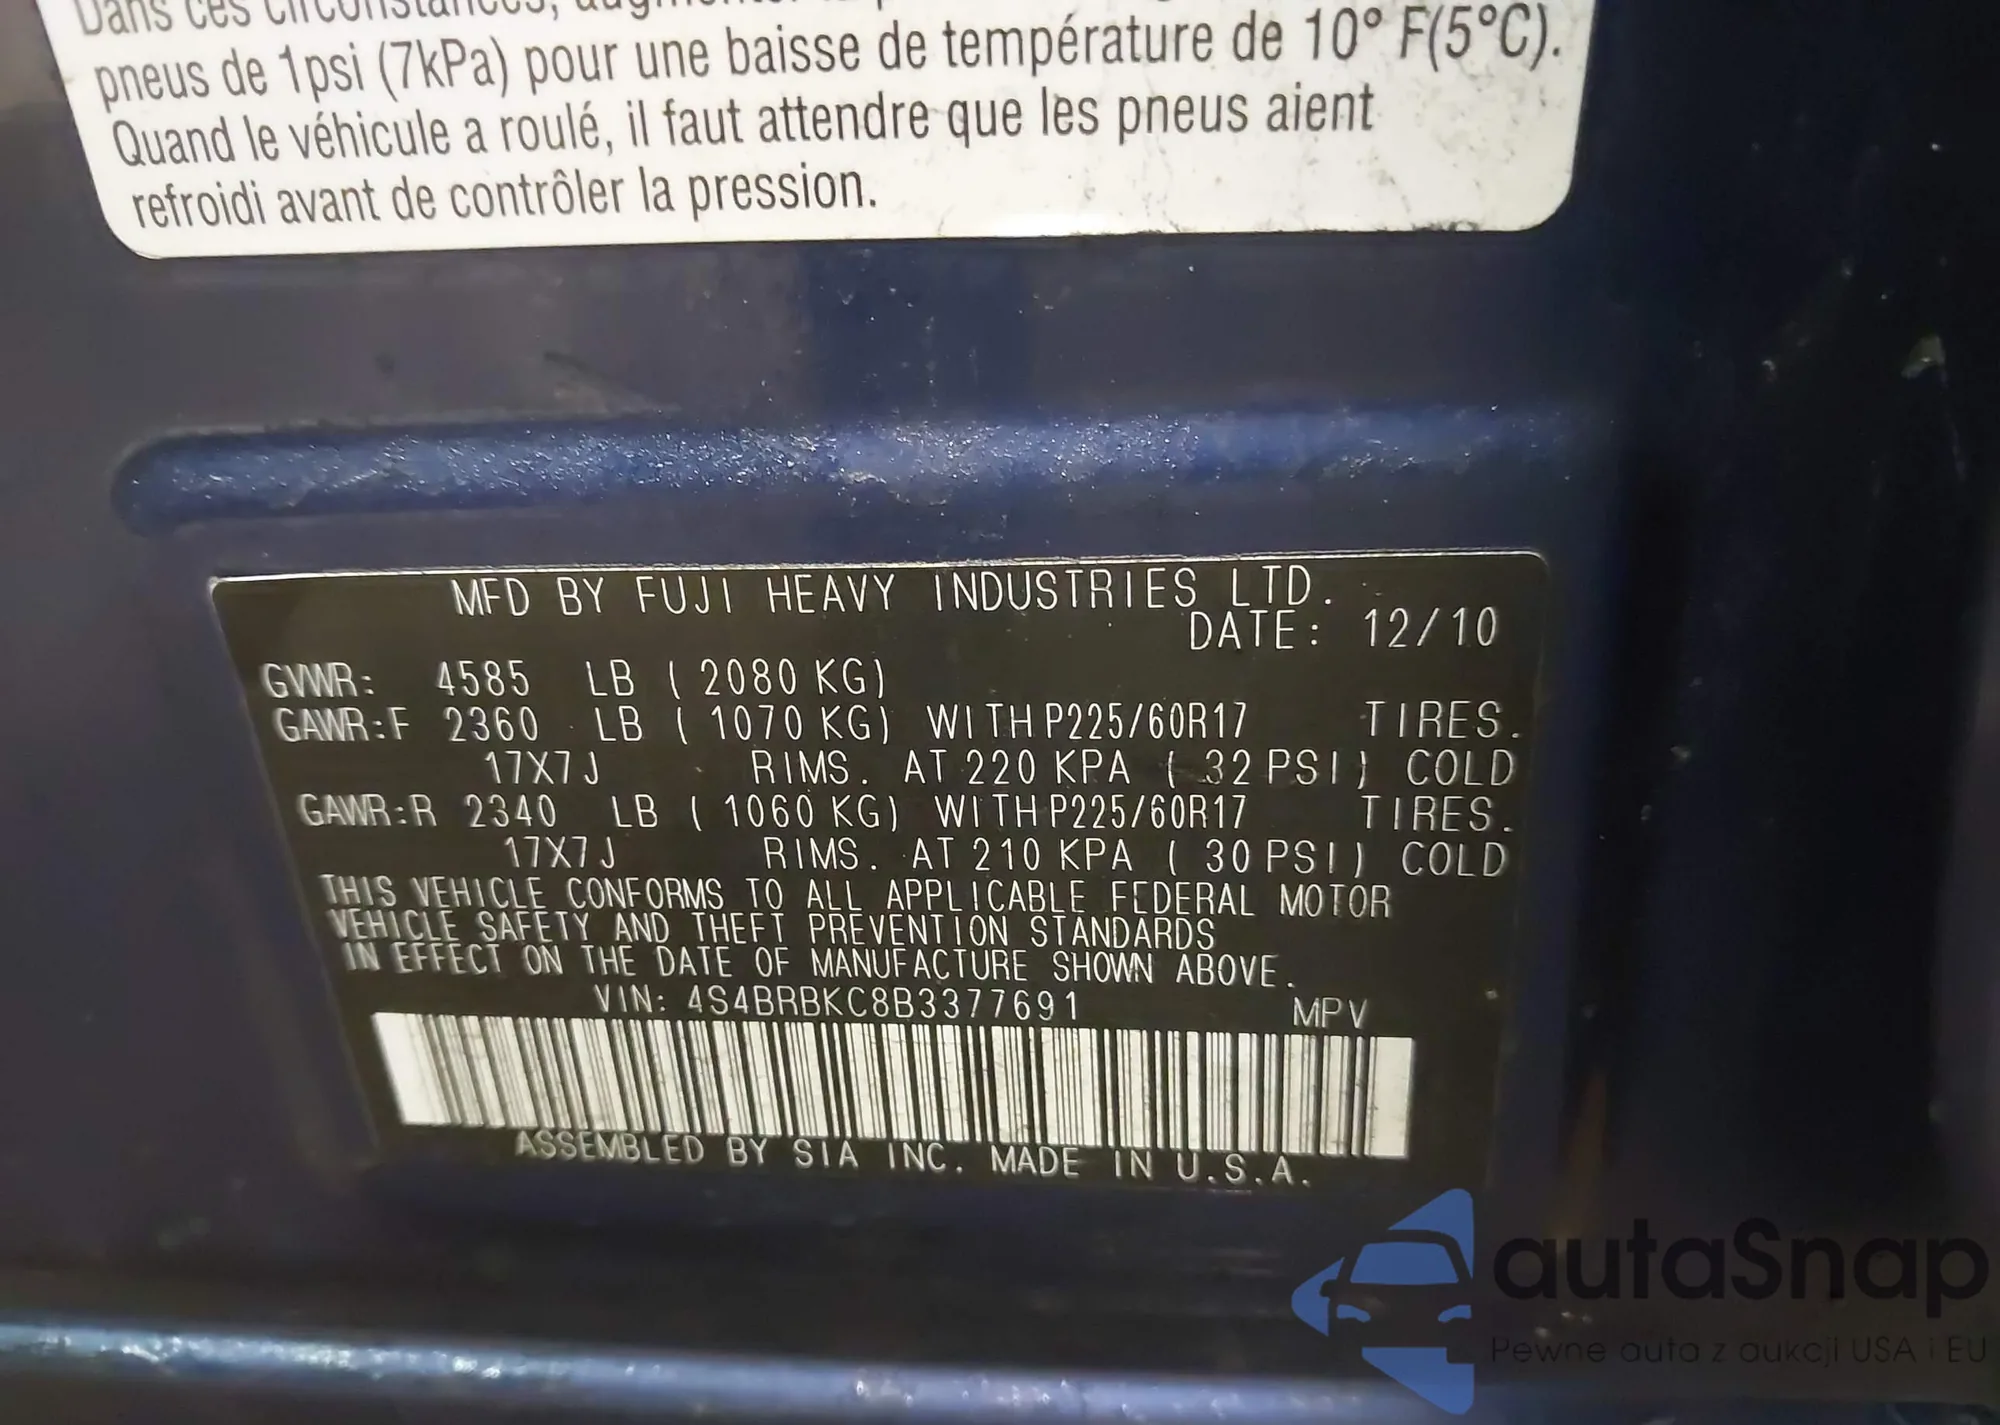 Dans ces circonstances,
pneus de 1psi (7kPa) pour une baisse de température de 10° F(5°C).
Quand le véhicule a roulé, il faut attendre que les pneus aient
refroidi avant de contrôler la pression.
MFD BY FUJI HEAVY INDUSTRIES LTD.
DATE: 12/10
GVWR: 4585 LB ( 2080 KG)
GAWR:F 2360 LB ( 1070 KG) WITH P225/60R17 TIRES.
17X7J RIMS. AT 220 KPA ( 32 PSI) COLD
GAWR:R 2340 LB ( 1060 KG) WITH P225/60R17 TIRES.
17X7J RIMS. AT 210 KPA ( 30 PSI) COLD
THIS VEHICLE CONFORMS TO ALL APPLICABLE FEDERAL MOTOR
VEHICLE SAFETY AND THEFT PREVENTION STANDARDS
IN EFFECT ON THE DATE OF MANUFACTURE SHOWN ABOVE.
VIN: 4S4BRBKC8B3377691 MPV
ASSEMBLED BY SIA INC. MADE IN U.S.A.
autaSnap
Pewne auta z aukcji USA i EU